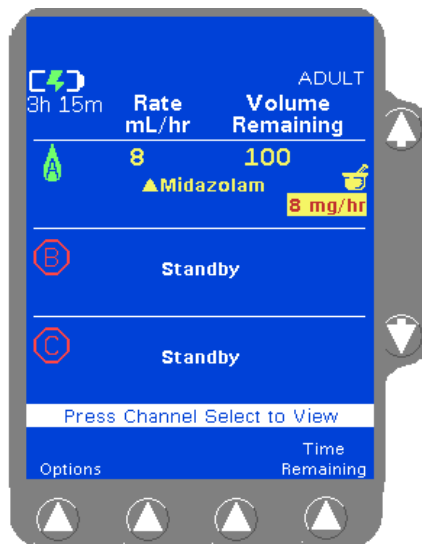 ADULT
3h 15m
Rate mL/hr
Volume Remaining
A
8
100
▲Midazolam
8 mg/hr
B
Standby
C
Standby
Press Channel Select to View
Options
Time Remaining